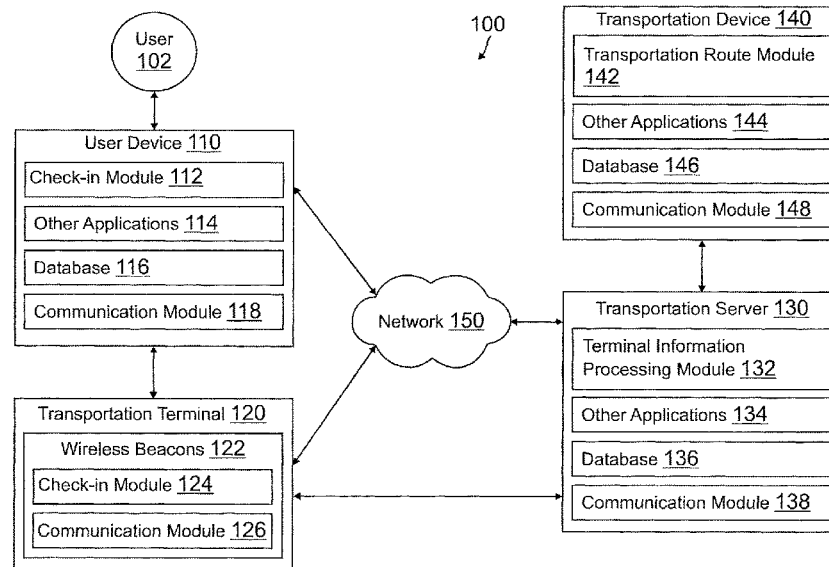 User
102
100
User Device 110
Check-in Module 112
Other Applications 114
Database 116
Communication Module 118
Transportation Terminal 120
Wireless Beacons 122
Check-in Module 124
Communication Module 126
Network 150
Transportation Device 140
Transportation Route Module
142
Other Applications 144
Database 146
Communication Module 148
Transportation Server 130
Terminal Information
Processing Module 132
Other Applications 134
Database 136
Communication Module 138